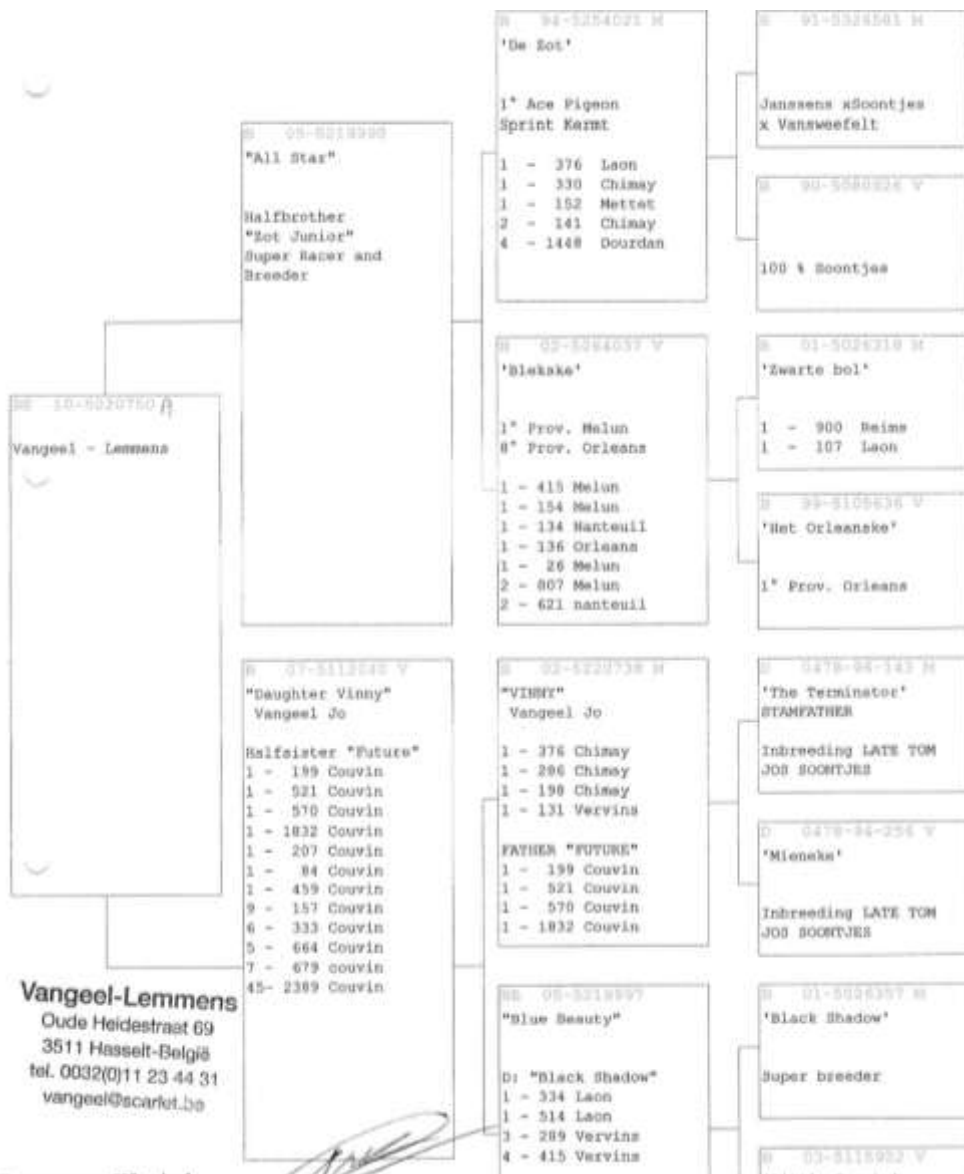 "All Star"
Halfbrother
"Zot Junior"
Super Racer and
Breeder
Vangeel - Lemmens
"Daughter Vinny"
Vangeel Jo
Halfsister "Future"
1 - 199 Couvin
1 - 521 Couvin
1 - 570 Couvin
1 - 1832 Couvin
1 - 207 Couvin
1 - 84 Couvin
1 - 459 Couvin
9 - 157 Couvin
6 - 333 Couvin
5 - 664 Couvin
7 - 679 couvin
45- 2389 Couvin
Vangeel-Lemmens
Oude Heidestraat 69
3511 Hasselt-België
tel. 0032(0)11 23 44 31
vangeel@scarlet.be
'De Zot'
1° Ace Pigeon
Sprint Kermt
1 - 376 Laon
1 - 330 Chimay
1 - 152 Mettet
2 - 141 Chimay
4 - 1448 Dourdan
'Blekske'
1° Prov. Melun
8° Prov. Orleans
1 - 415 Melun
1 - 154 Melun
1 - 134 Nanteuil
1 - 136 Orleans
1 - 26 Melun
2 - 807 Melun
2 - 621 nanteuil
"VINNY"
Vangeel Jo
1 - 376 Chimay
1 - 286 Chimay
1 - 198 Chimay
1 - 131 Vervins
FATHER "FUTURE"
1 - 199 Couvin
1 - 521 Couvin
1 - 570 Couvin
1 - 1832 Couvin
"Blue Beauty"
D: "Black Shadow"
1 - 334 Laon
1 - 514 Laon
3 - 289 Vervins
4 - 415 Vervins
Janssens xSoontjes
x Vansweefelt
100 % Soontjes
'Zwarte bol'
1 - 900 Reims
1 - 107 Laon
'Het Orleanske'
1° Prov. Orleans
'The Terminator'
STAMFATHER
Inbreeding LATE TOM
JOS SOONTJES
'Mieneke'
Inbreeding LATE TOM
JOS SOONTJES
'Black Shadow'
Super breeder